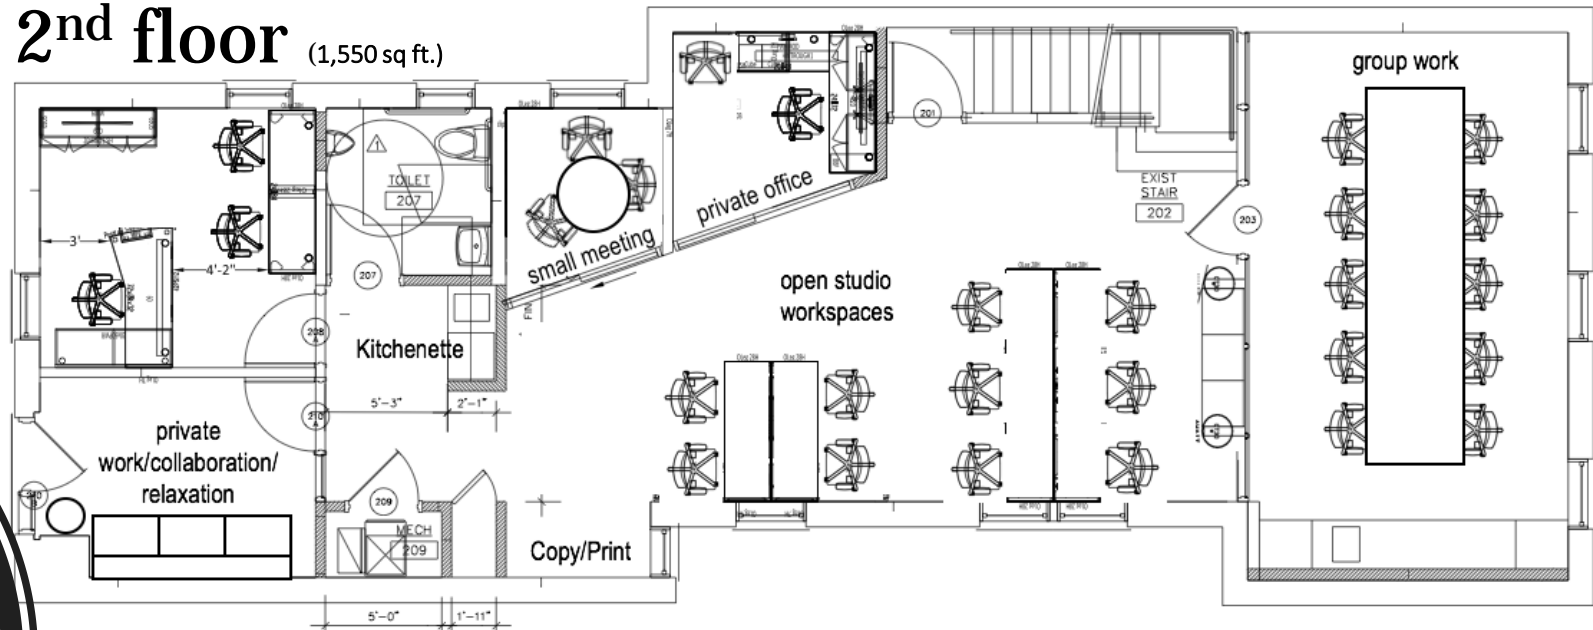 2nd floor (1,550 sq ft.)
group work
201
TOILET
207
private office
EXIST
STAIR
202
203
small meeting
3'
4'-2"
207
open studio
workspaces
FIN
208
A
Kitchenette
5'-3"
2'-1"
210
A
private
work/collaboration/
relaxation
209
MECH
209
Copy/Print
5'-0"
1'-11"